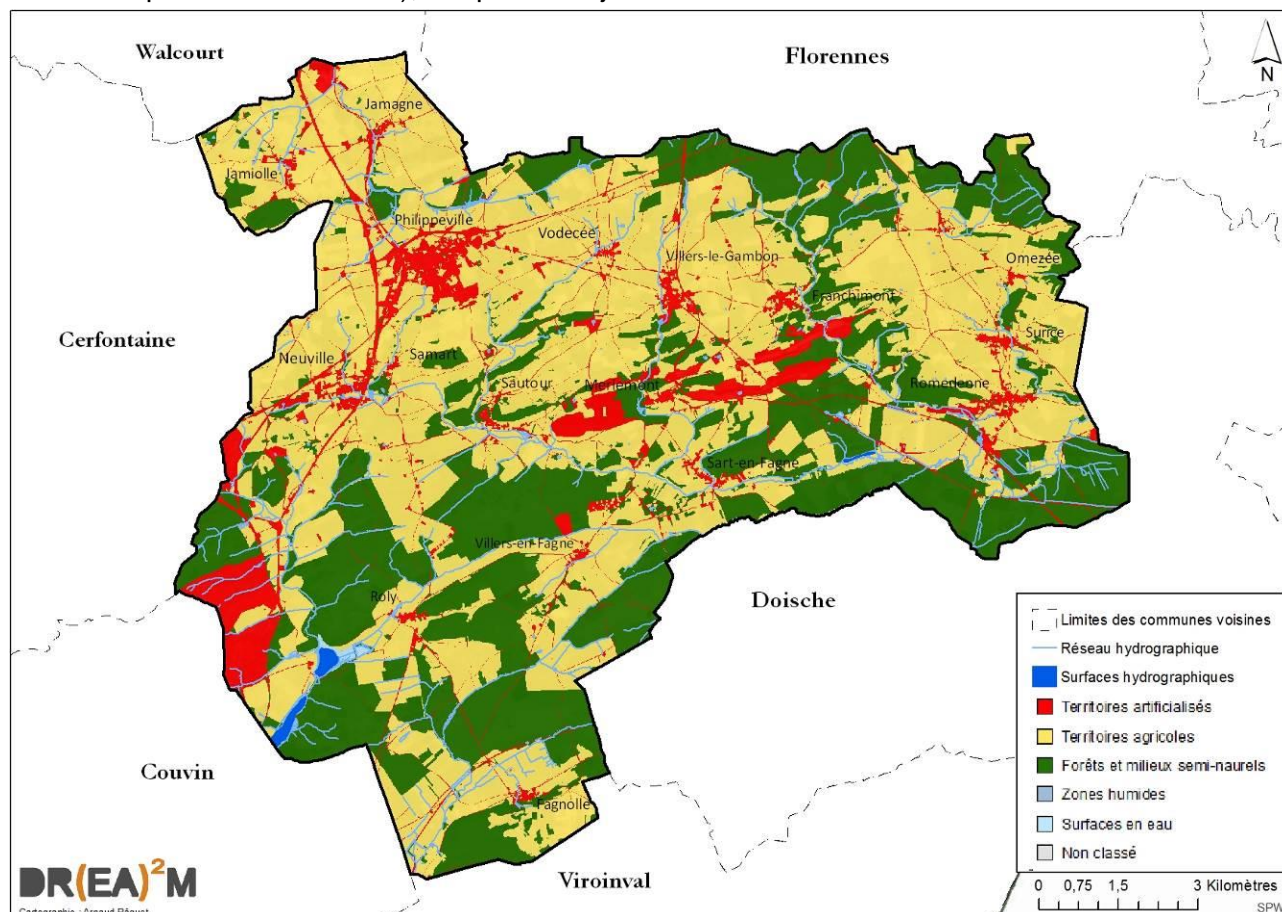 Walcourt
Florennes
N
Jamagne
Jamiolle
Philippeville
Vodecée
Villers-le-Gambon
Omezée
Franchimont
Surice
Cerfontaine
Neuville
Samart
Sautour
Merlemont
Romedenne
Sart-en-Fagne
Villers-en-Fagne
Roly
Doische
Couvin
Fagnolle
Viroinval
Limites des communes voisines
Réseau hydrographique
Surfaces hydrographiques
Territoires artificialisés
Territoires agricoles
Forêts et milieux semi-naurels
Zones humides
Surfaces en eau
Non classé
0 0,75 1,5 3 Kilomètres
SPW
DR(EA)²M